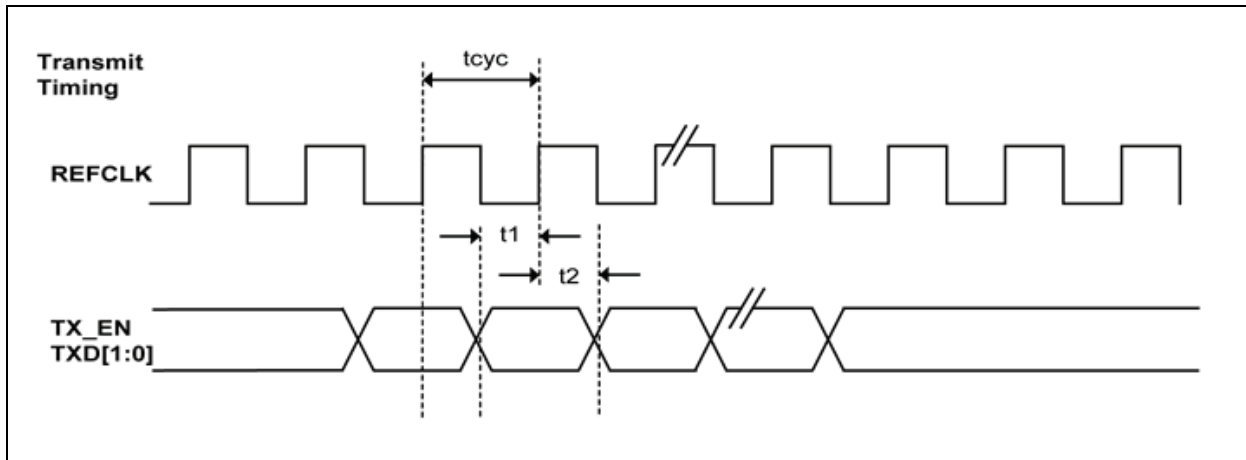 Transmit
Timing
tcyc
REFCLK
t1
t2
TX_EN
TXD[1:0]